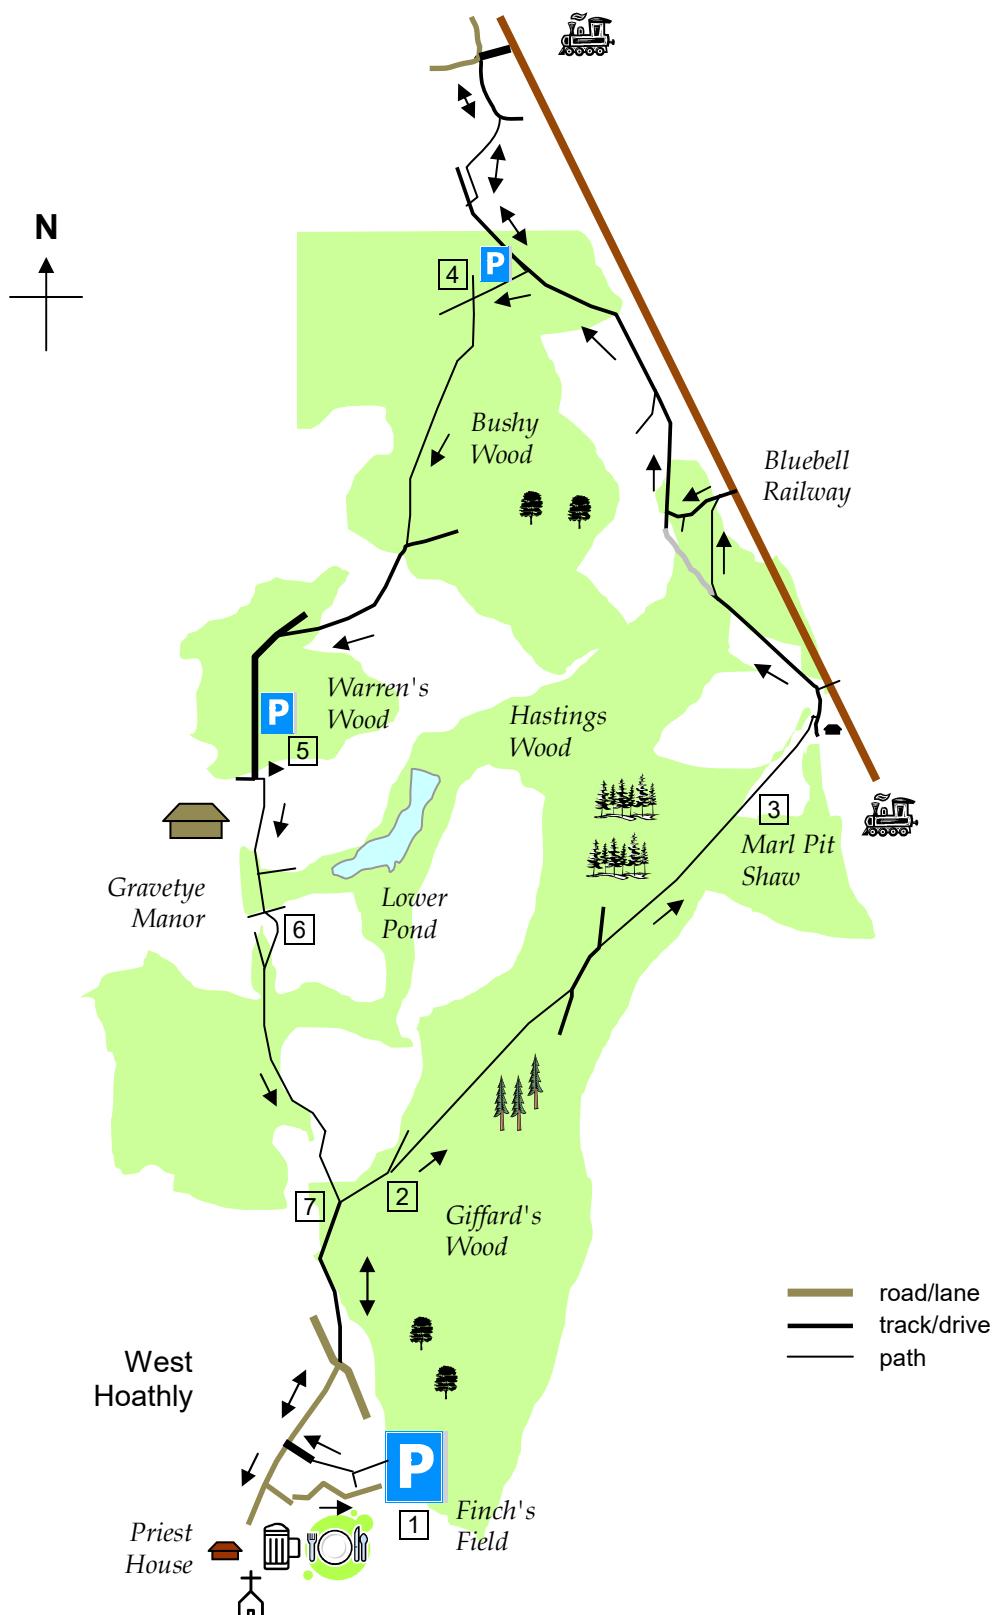 N
P
4
Bushy
Wood
Bluebell
Railway
Warren's
Wood
P
5
Hastings
Wood
3
Marl Pit
Shaw
Gravetye
Manor
Lower
Pond
6
7
2
Giffard's
Wood
road/lane
track/drive
path
West
Hoathly
P
1
Finch's
Field
Priest
House